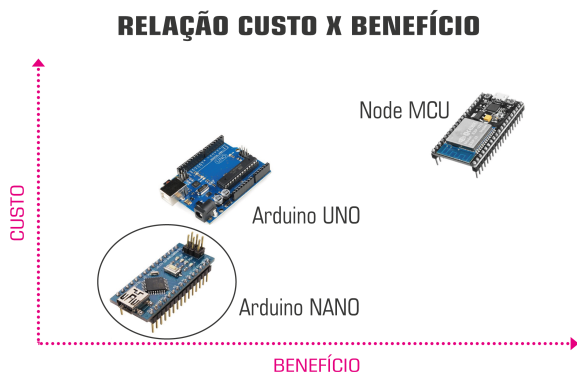 RELAÇÃO CUSTO X BENEFÍCIO
Node MCU
CUSTO
Arduino UNO
Arduino NANO
BENEFÍCIO